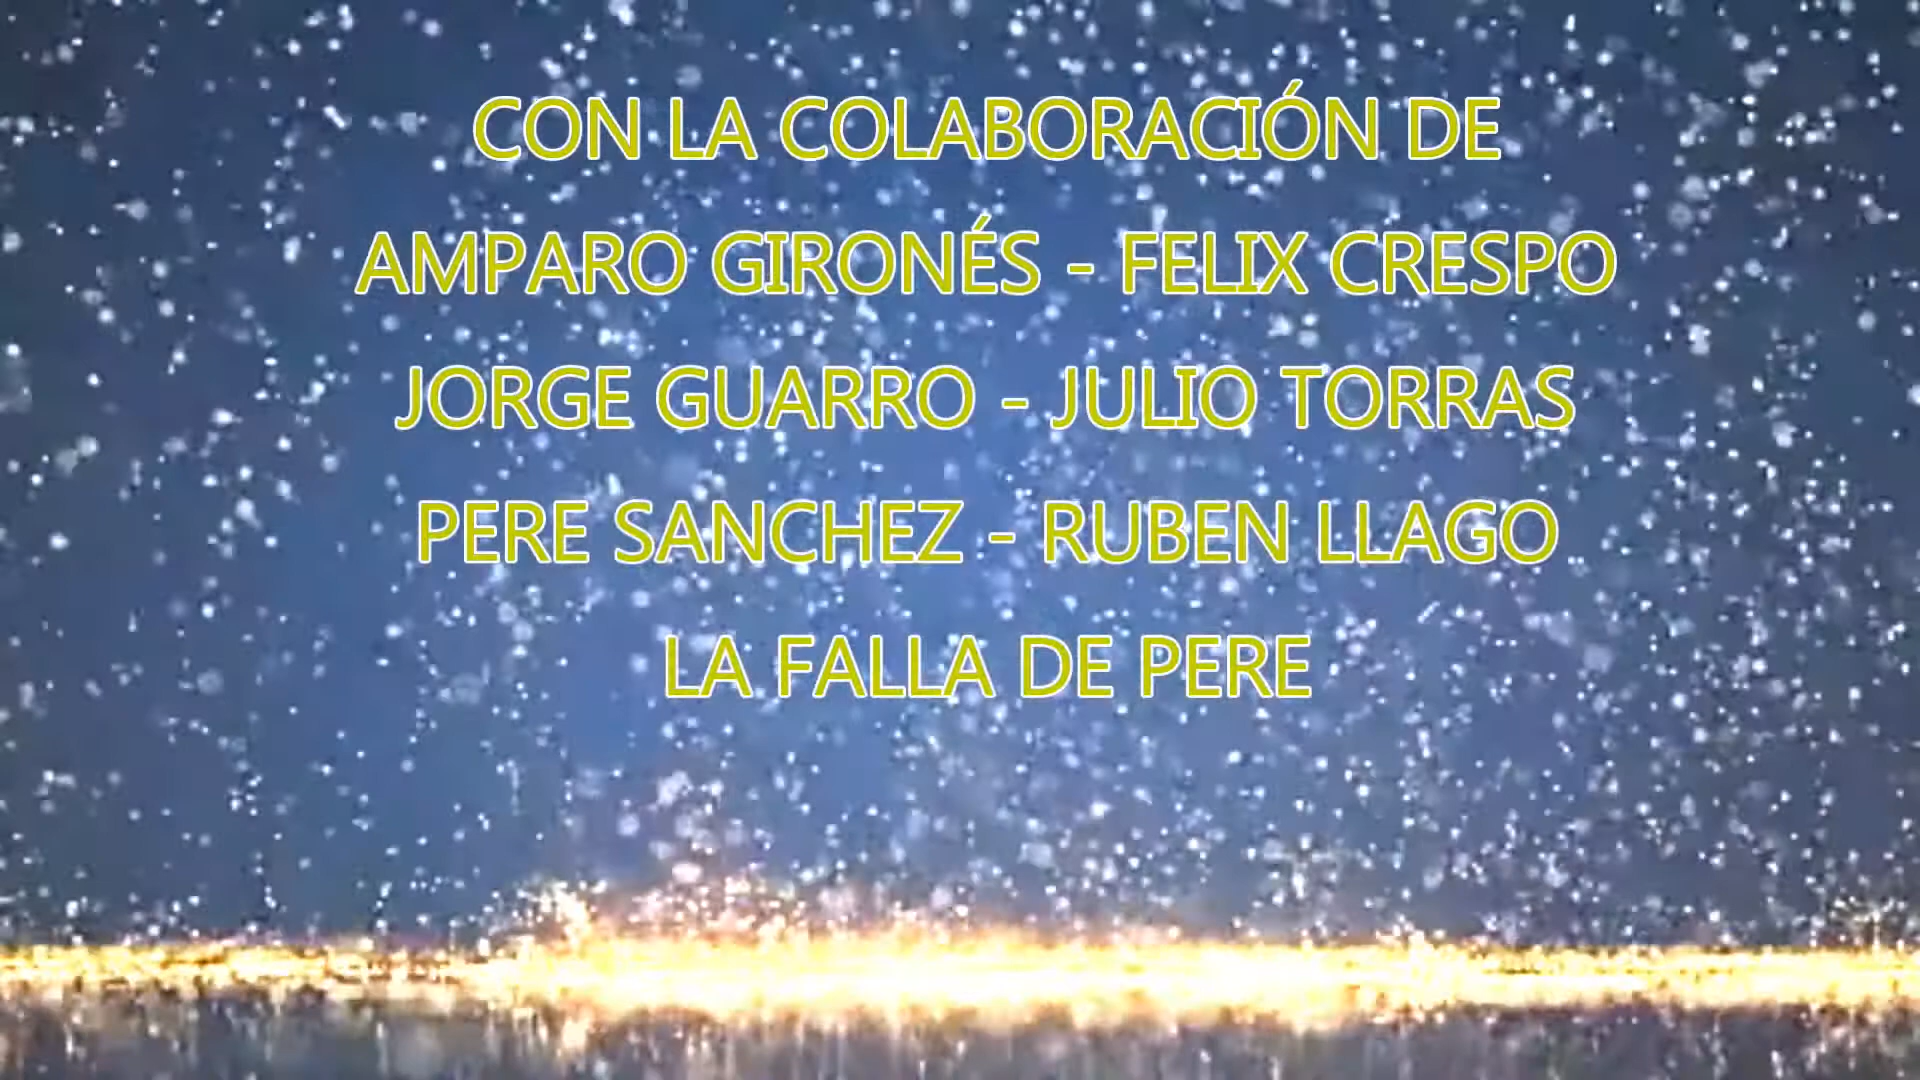 CON LA COLABORACIÓN DE
AMPARO GIRONÉS - FELIX CRESPO
JORGE GUARRO - JULIO TORRAS
PERE SANCHEZ - RUBEN LLAGO
LA FALLA DE PERE